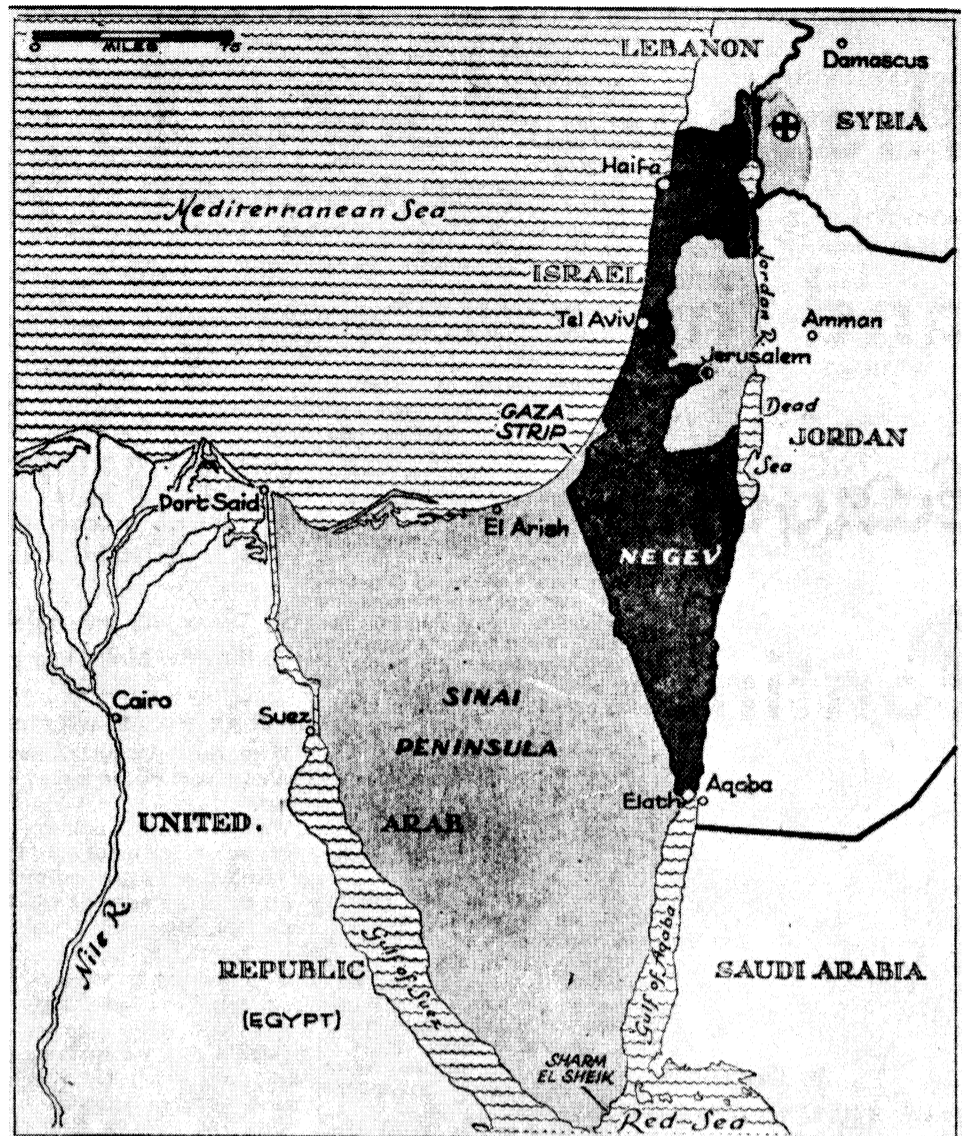 0 MILES 75
LEBANON
Damascus
SYRIA
Haifa
Mediterranean Sea
ISRAEL
Jordan R.
Tel Aviv
Amman
Jerusalem
GAZA
STRIP
Dead
Sea
JORDAN
Port Said
El Arish
NEGEV
Cairo
Suez
SINAI
PENINSULA
Elath
Aqaba
UNITED.
ARAB
Nile R.
REPUBLIC
(EGYPT)
Gulf of Suez
Gulf of Aqaba
SAUDI ARABIA
SHARM
EL SHEIK
Red Sea